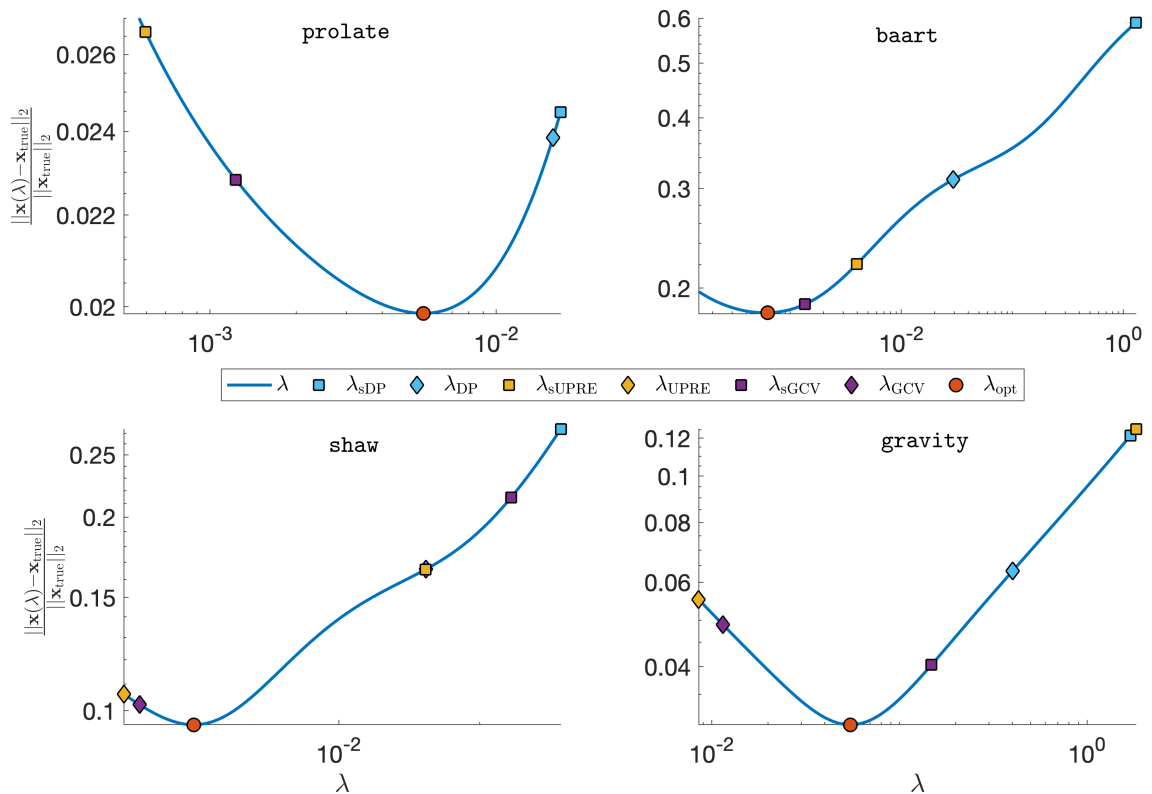 prolate
0.026
0.024
0.022
0.02
10^-3
10^-2
||x(λ)−x_true||_2
||x_true||_2
baart
0.6
0.5
0.4
0.3
0.2
10^-2
10^0
λ λ_sDP λ_DP λ_sUPRE λ_UPRE λ_sGCV λ_GCV λ_opt
shaw
0.25
0.2
0.15
0.1
10^-2
λ
||x(λ)−x_true||_2
||x_true||_2
gravity
0.12
0.1
0.08
0.06
0.04
10^-2
10^0
λ